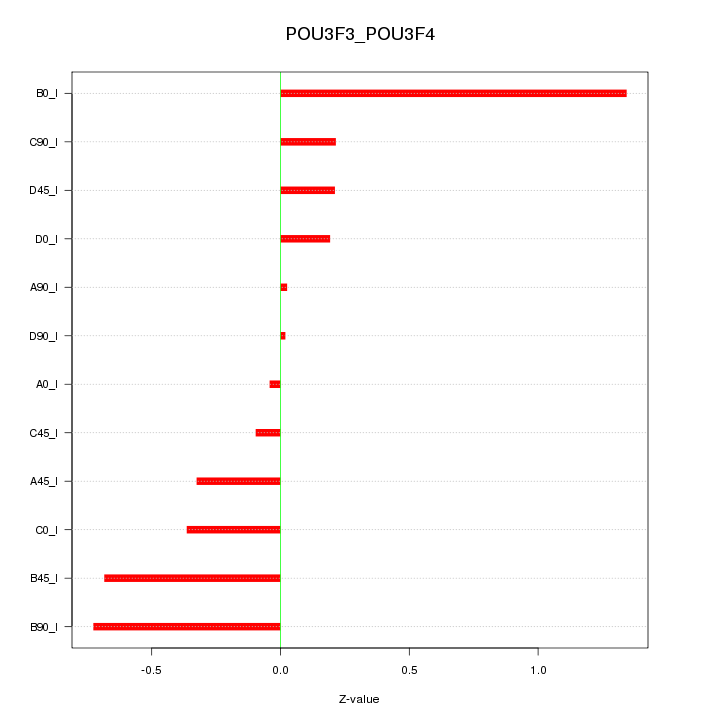 POU3F3_POU3F4
B0_I
C90_I
D45_I
D0_I
A90_I
D90_I
A0_I
C45_I
A45_I
C0_I
B45_I
B90_I
-0.5 0.0 0.5 1.0
Z-value